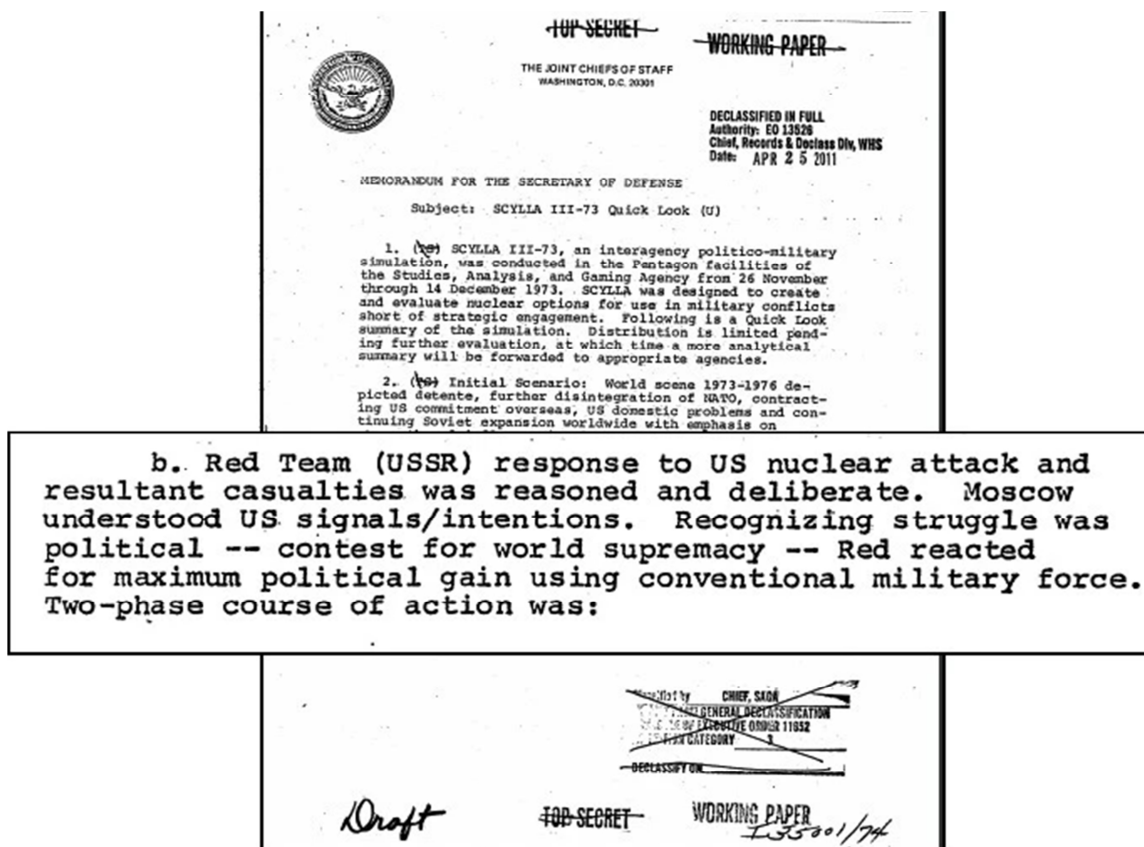 TOP SECRET
WORKING PAPER
THE JOINT CHIEFS OF STAFF
WASHINGTON, D.C. 20301
DECLASSIFIED IN FULL
Authority: EO 13526
Chief, Records & Declass Div, WHS
Date: APR 25 2011
MEMORANDUM FOR THE SECRETARY OF DEFENSE
Subject: SCYLLA III-73 Quick Look (U)
1. (TS) SCYLLA III-73, an interagency politico-military
simulation, was conducted in the Pentagon facilities of
the Studies, Analysis, and Gaming Agency from 26 November
through 14 December 1973. SCYLLA was designed to create
and evaluate nuclear options for use in military conflicts
short of strategic engagement. Following is a Quick Look
summary of the simulation. Distribution is limited pend-
ing further evaluation, at which time a more analytical
summary will be forwarded to appropriate agencies.
2. (TS) Initial Scenario: World scene 1973-1976 de-
picted detente, further disintegration of NATO, contract-
ing US commitment overseas, US domestic problems and con-
tinuing Soviet expansion worldwide with emphasis on
b. Red Team (USSR) response to US nuclear attack and
resultant casualties was reasoned and deliberate. Moscow
understood US signals/intentions. Recognizing struggle was
political -- contest for world supremacy -- Red reacted
for maximum political gain using conventional military force.
Two-phase course of action was:
CHIEF, SAGA
GENERAL DECLASSIFICATION
OF EXECUTIVE ORDER 11652
CATEGORY 3
DECLASSIFY ON
Draft
TOP SECRET
WORKING PAPER
I 35001/74